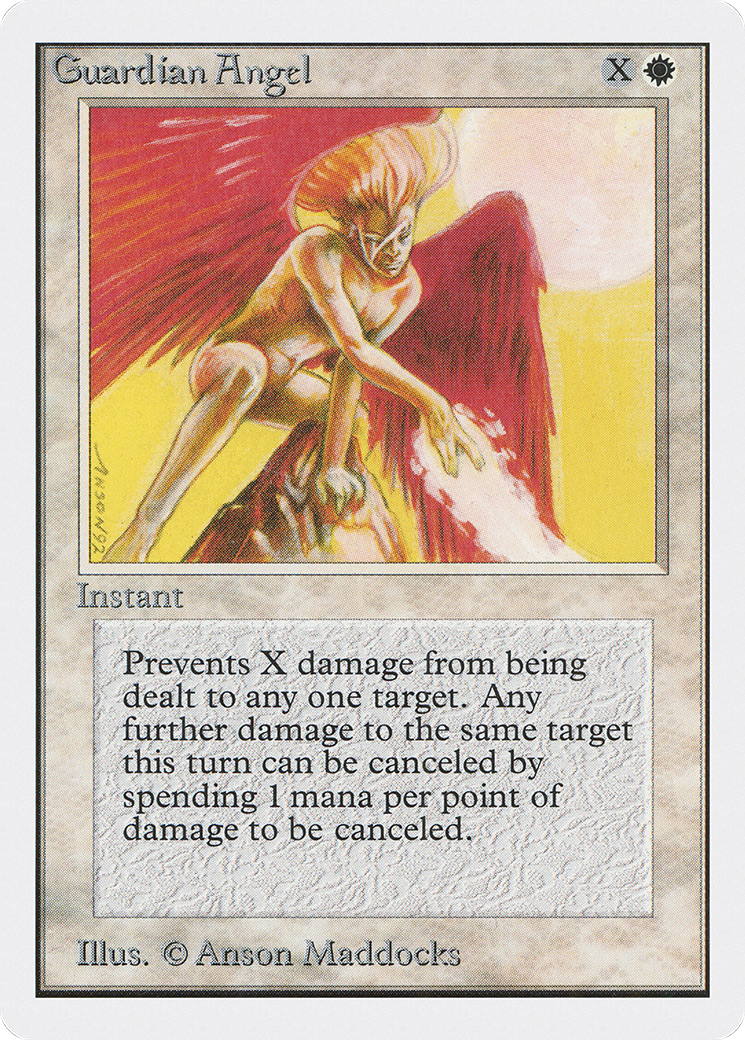 Guardian Angel X
ANSON92
Instant
Prevents X damage from being
dealt to any one target. Any
further damage to the same target
this turn can be canceled by
spending 1 mana per point of
damage to be canceled.
Illus. © Anson Maddocks